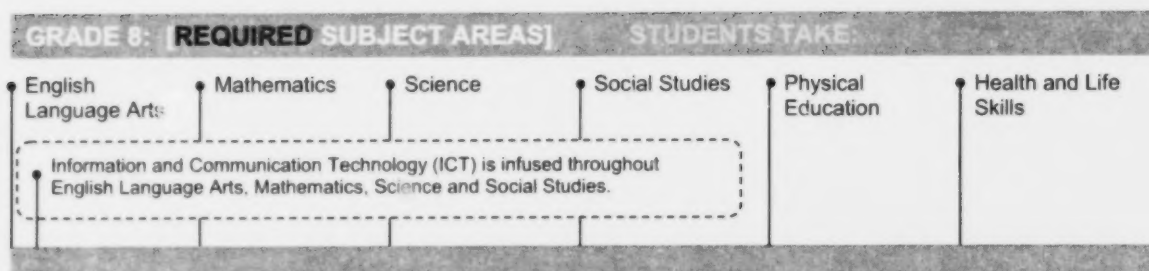 GRADE 8: [REQUIRED SUBJECT AREAS] STUDENTS TAKE:
English
Language Arts
Mathematics
Science
Social Studies
Physical
Education
Health and Life
Skills
Information and Communication Technology (ICT) is infused throughout
English Language Arts, Mathematics, Science and Social Studies.